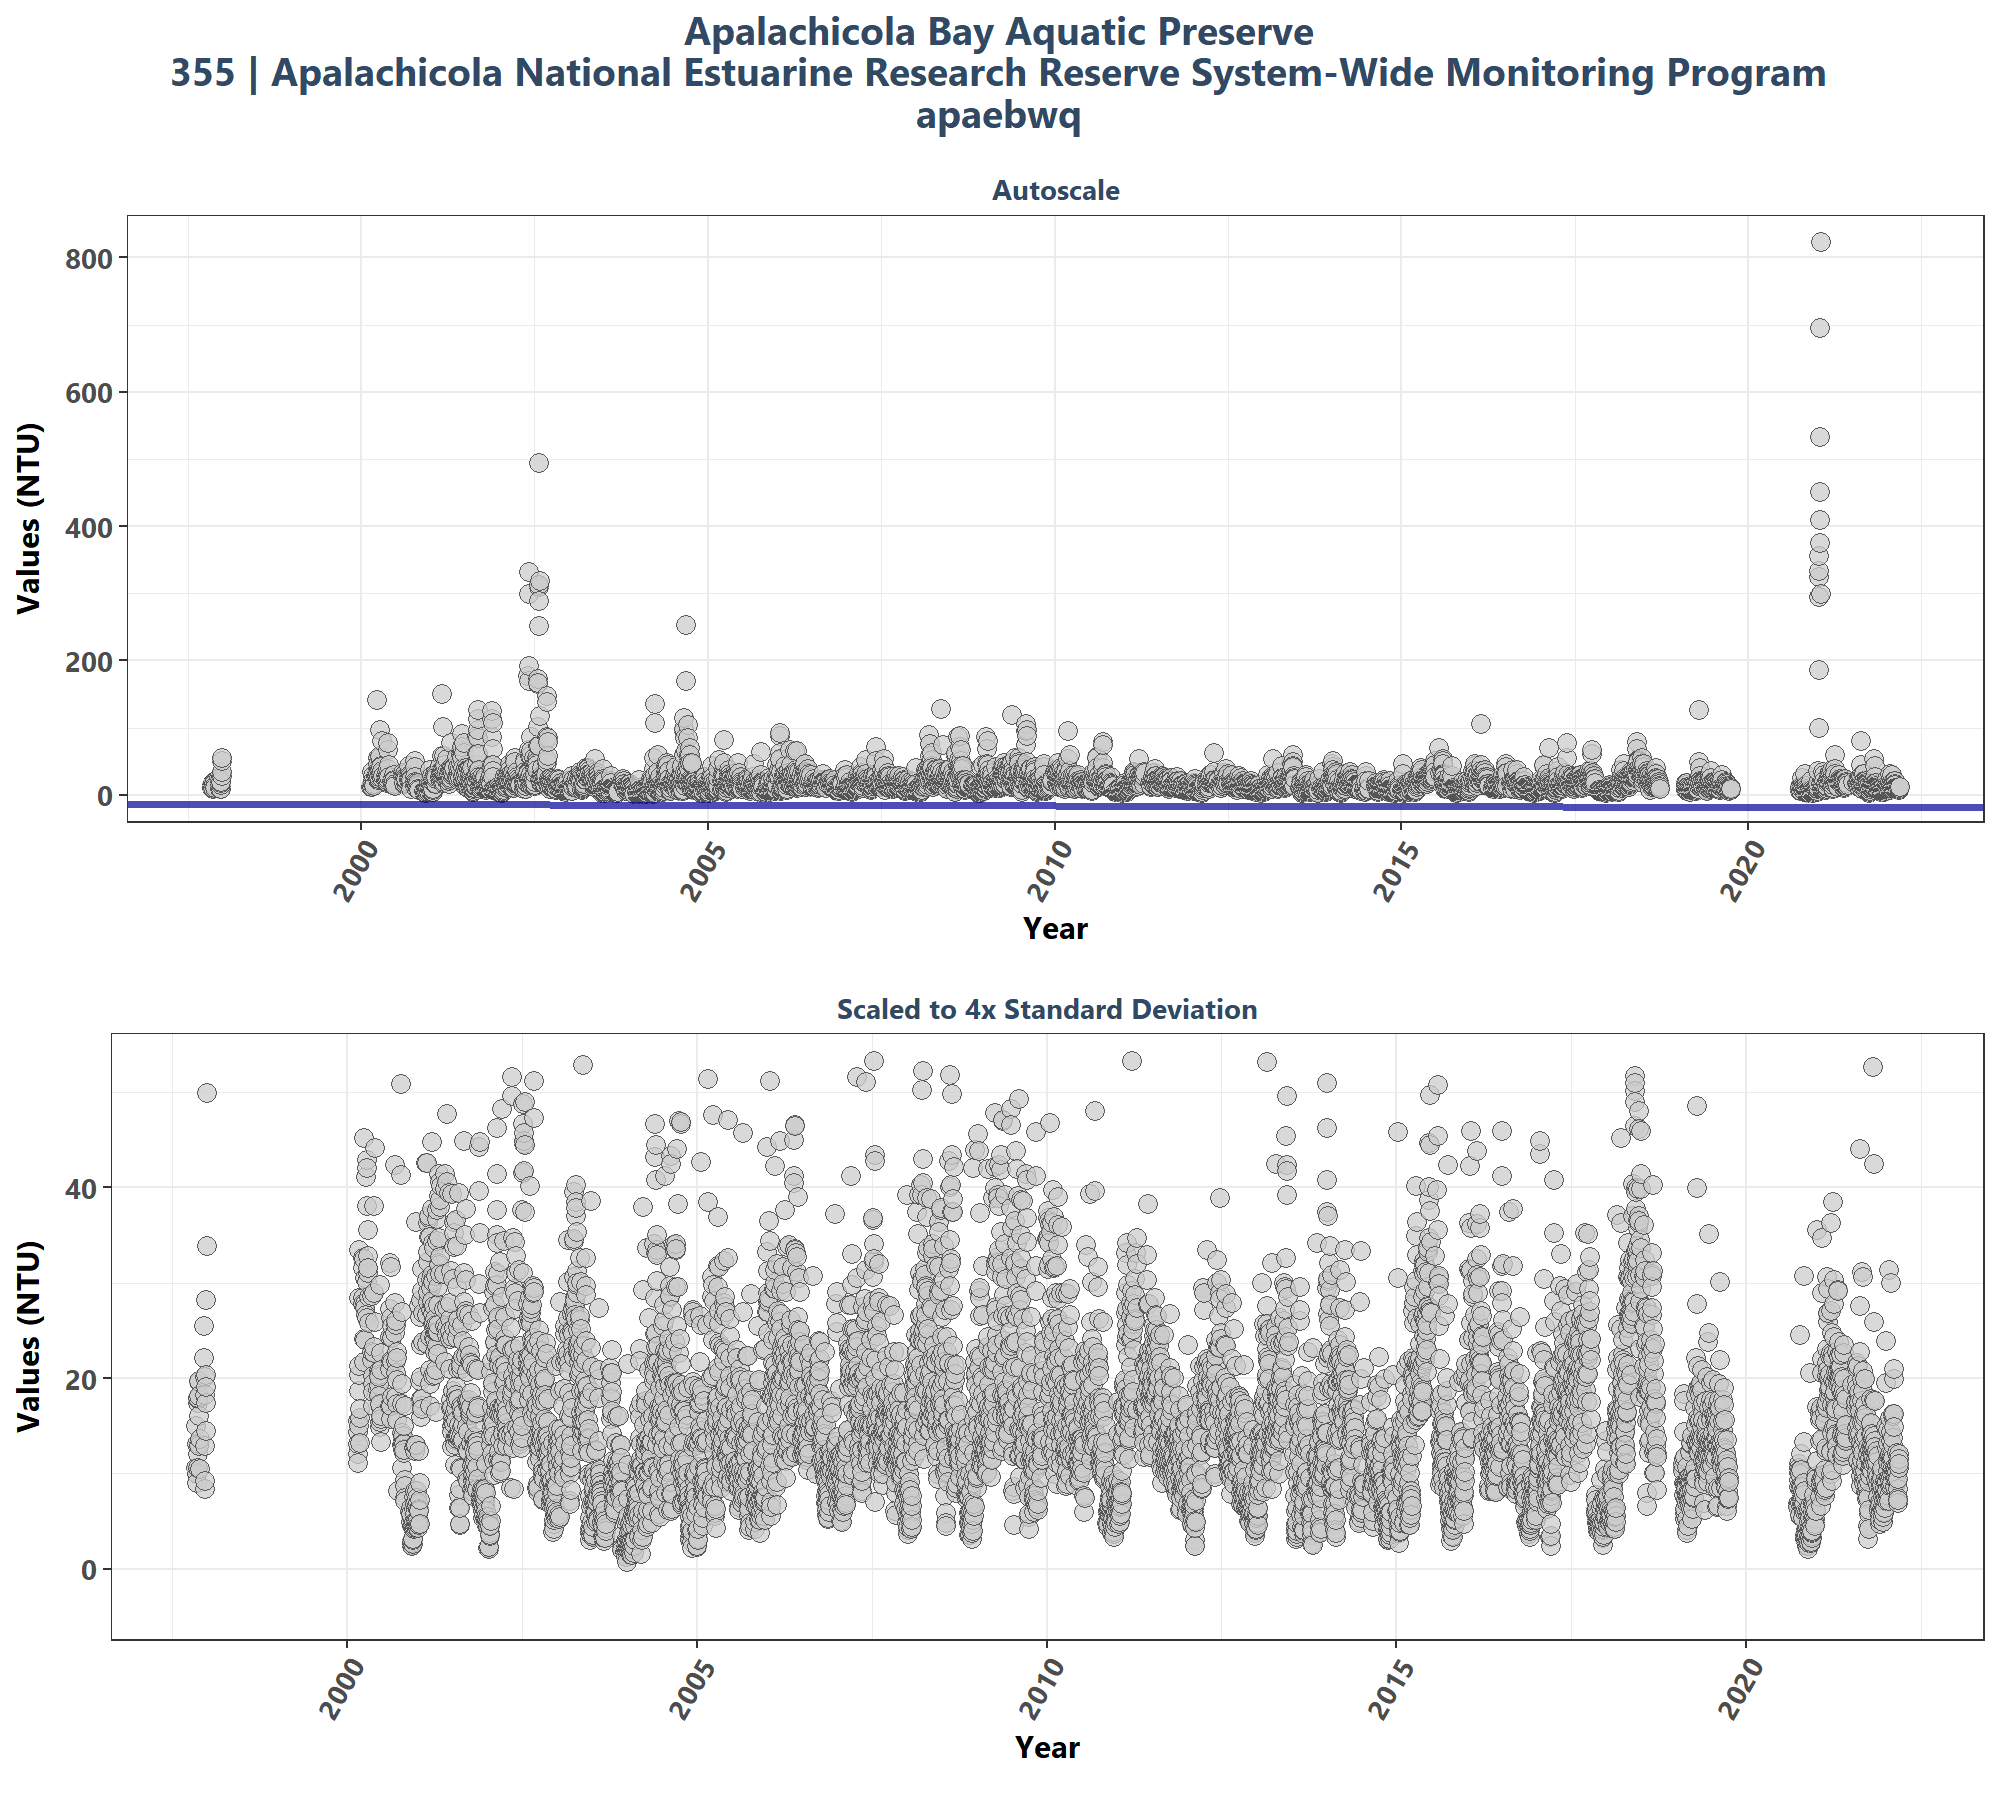 Apalachicola Bay Aquatic Preserve
355 | Apalachicola National Estuarine Research Reserve System-Wide Monitoring Program
apaebwq
Autoscale
Values (NTU)
800
600
400
200
0
2000
2005
2010
2015
2020
Year
Scaled to 4x Standard Deviation
Values (NTU)
40
20
0
2000
2005
2010
2015
2020
Year